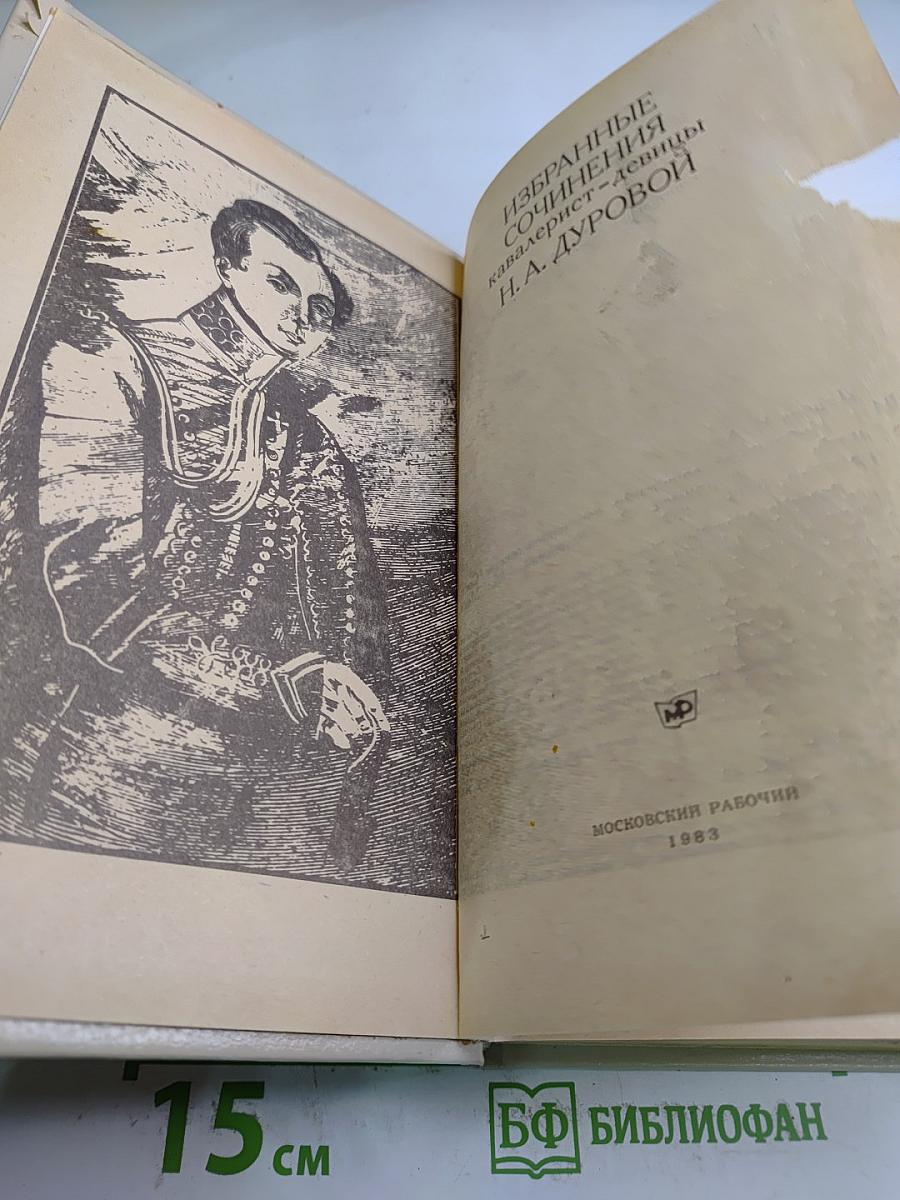 ИЗБРАННЫЕ
СОЧИНЕНИЯ
кавалерист-девицы
Н. А. ДУРОВОЙ
МР
МОСКОВСКИЙ РАБОЧИЙ
1983
15 см
БФ БИБЛИОФАН